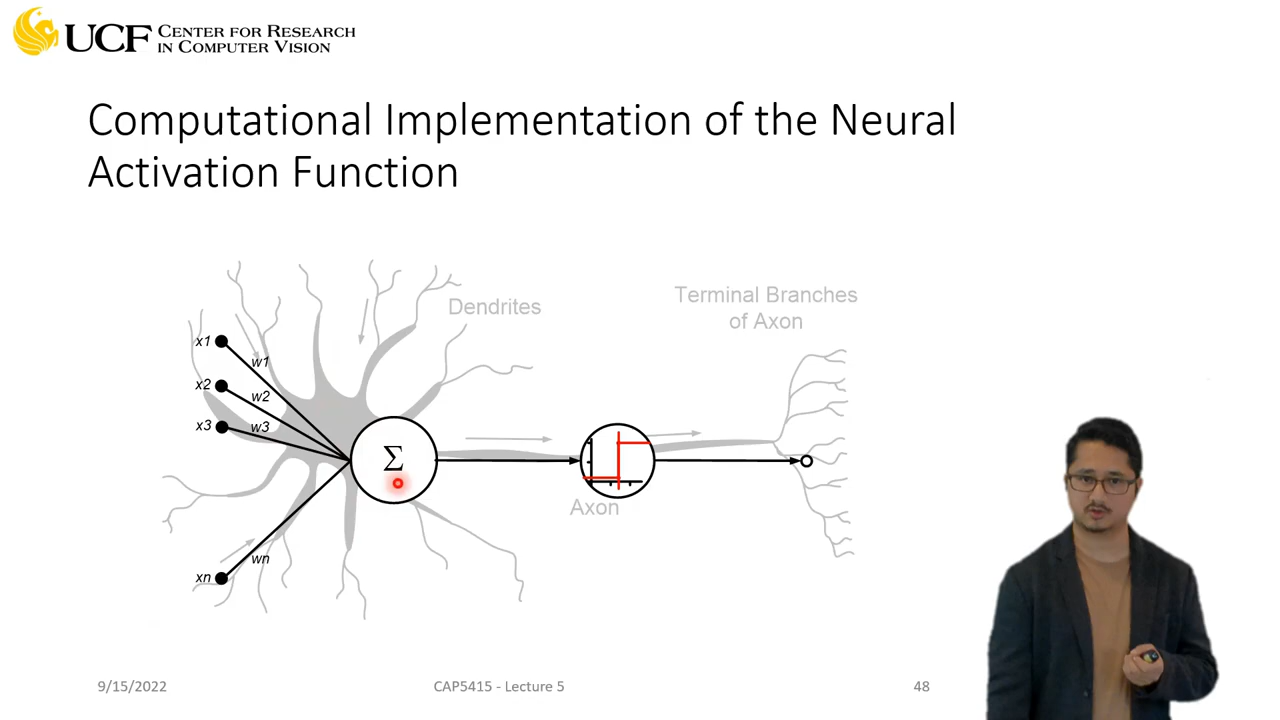 UCF CENTER FOR RESEARCH
IN COMPUTER VISION
Computational Implementation of the Neural
Activation Function
Dendrites
Terminal Branches
of Axon
x1
w1
x2
w2
x3
w3
Σ
Axon
wn
xn
9/15/2022
CAP5415 - Lecture 5
48